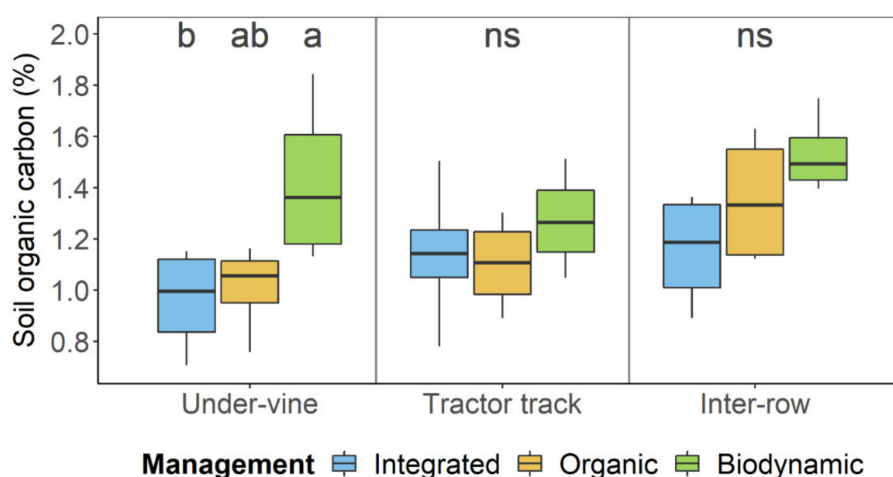 Soil organic carbon (%)
2.0
1.8
1.6
1.4
1.2
1.0
0.8
b ab a
ns
ns
Under-vine
Tractor track
Inter-row
Management Integrated Organic Biodynamic